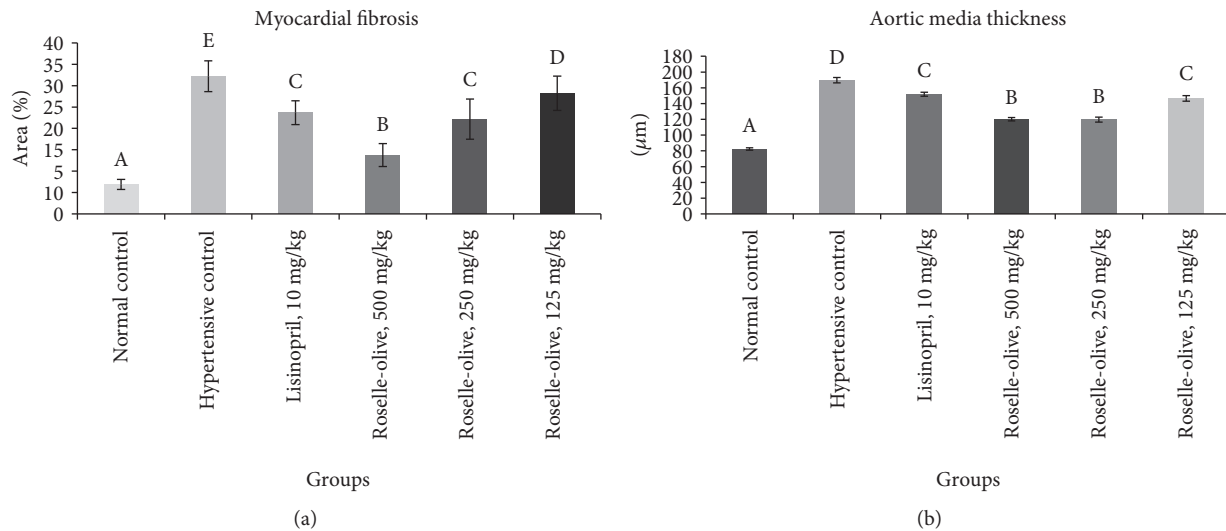 Myocardial fibrosis
Area (%)
40
35
30
25
20
5
10
0
A
E
C
B
C
D
Normal control
Hypertensive control
Lisinopril, 10 mg/kg
Roselle-olive, 500 mg/kg
Roselle-olive, 250 mg/kg
Roselle-olive, 125 mg/kg
Groups
(a)
Aortic media thickness
(μm)
180
200
160
140
120
100
80
60
40
20
0
A
D
C
B
B
C
Normal control
Hypertensive control
Lisinopril, 10 mg/kg
Roselle-olive, 500 mg/kg
Roselle-olive, 250 mg/kg
Roselle-olive, 125 mg/kg
Groups
(b)